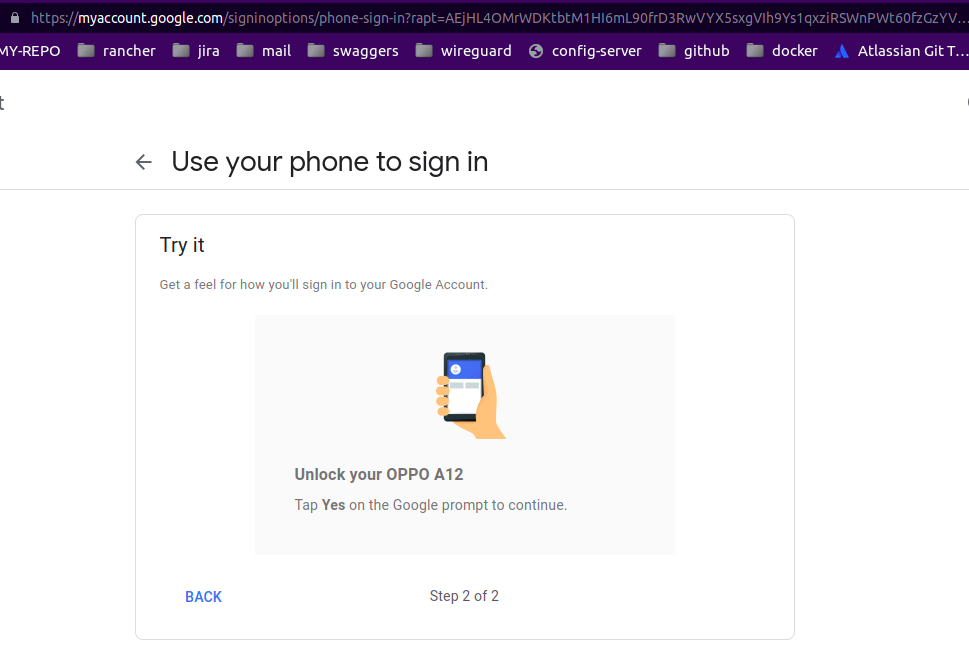 https://myaccount.google.com/signinoptions/phone-sign-in?rapt=AEjHL4OMrWDKtbtM1HI6mL90frD3RwVYX5sxgVIh9Ys1qxziRSWnPWt60fzGzYV...
MY-REPO rancher jira mail swaggers wireguard config-server github docker Atlassian Git T...
t
Use your phone to sign in
Try it
Get a feel for how you'll sign in to your Google Account.
Unlock your OPPO A12
Tap Yes on the Google prompt to continue.
BACK Step 2 of 2